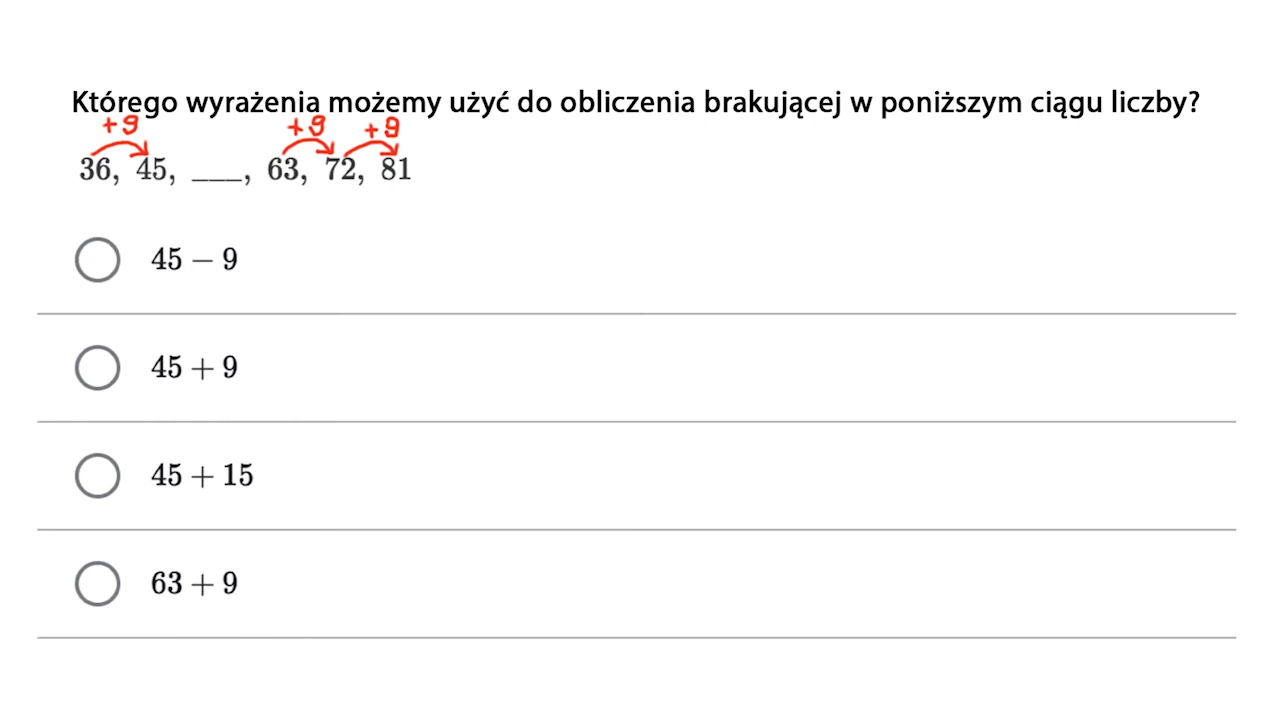 Którego wyrażenia możemy użyć do obliczenia brakującej w poniższym ciągu liczby?
+9 +9 +9
36, 45, ___, 63, 72, 81
45 − 9
45 + 9
45 + 15
63 + 9